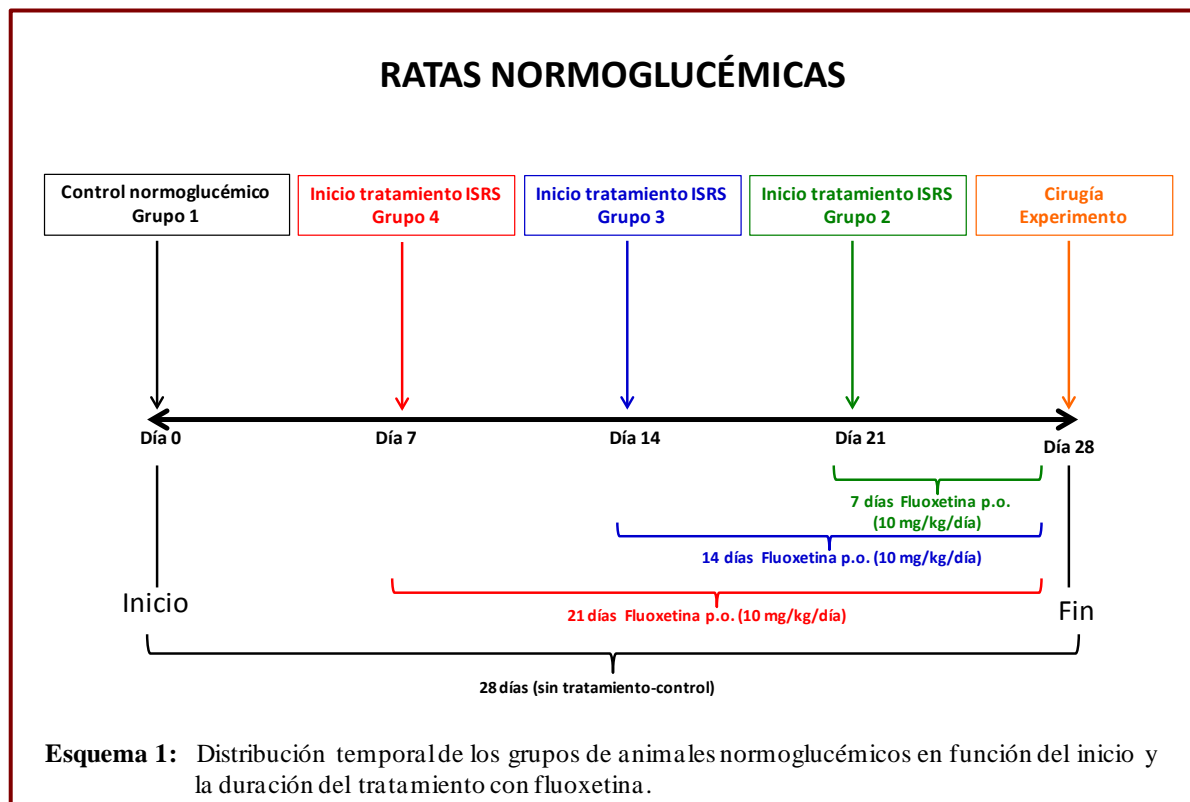 RATAS NORMOGLUCÉMICAS
Control normoglucémico
Grupo 1
Inicio tratamiento ISRS
Grupo 4
Inicio tratamiento ISRS
Grupo 3
Inicio tratamiento ISRS
Grupo 2
Cirugía
Experimento
Día 0
Día 7
Día 14
Día 21
Día 28
7 días Fluoxetina p.o.
(10 mg/kg/día)
14 días Fluoxetina p.o. (10 mg/kg/día)
21 días Fluoxetina p.o. (10 mg/kg/día)
Inicio
Fin
28 días (sin tratamiento-control)
Esquema 1: Distribución temporal de los grupos de animales normoglucémicos en función del inicio y
la duración del tratamiento con fluoxetina.